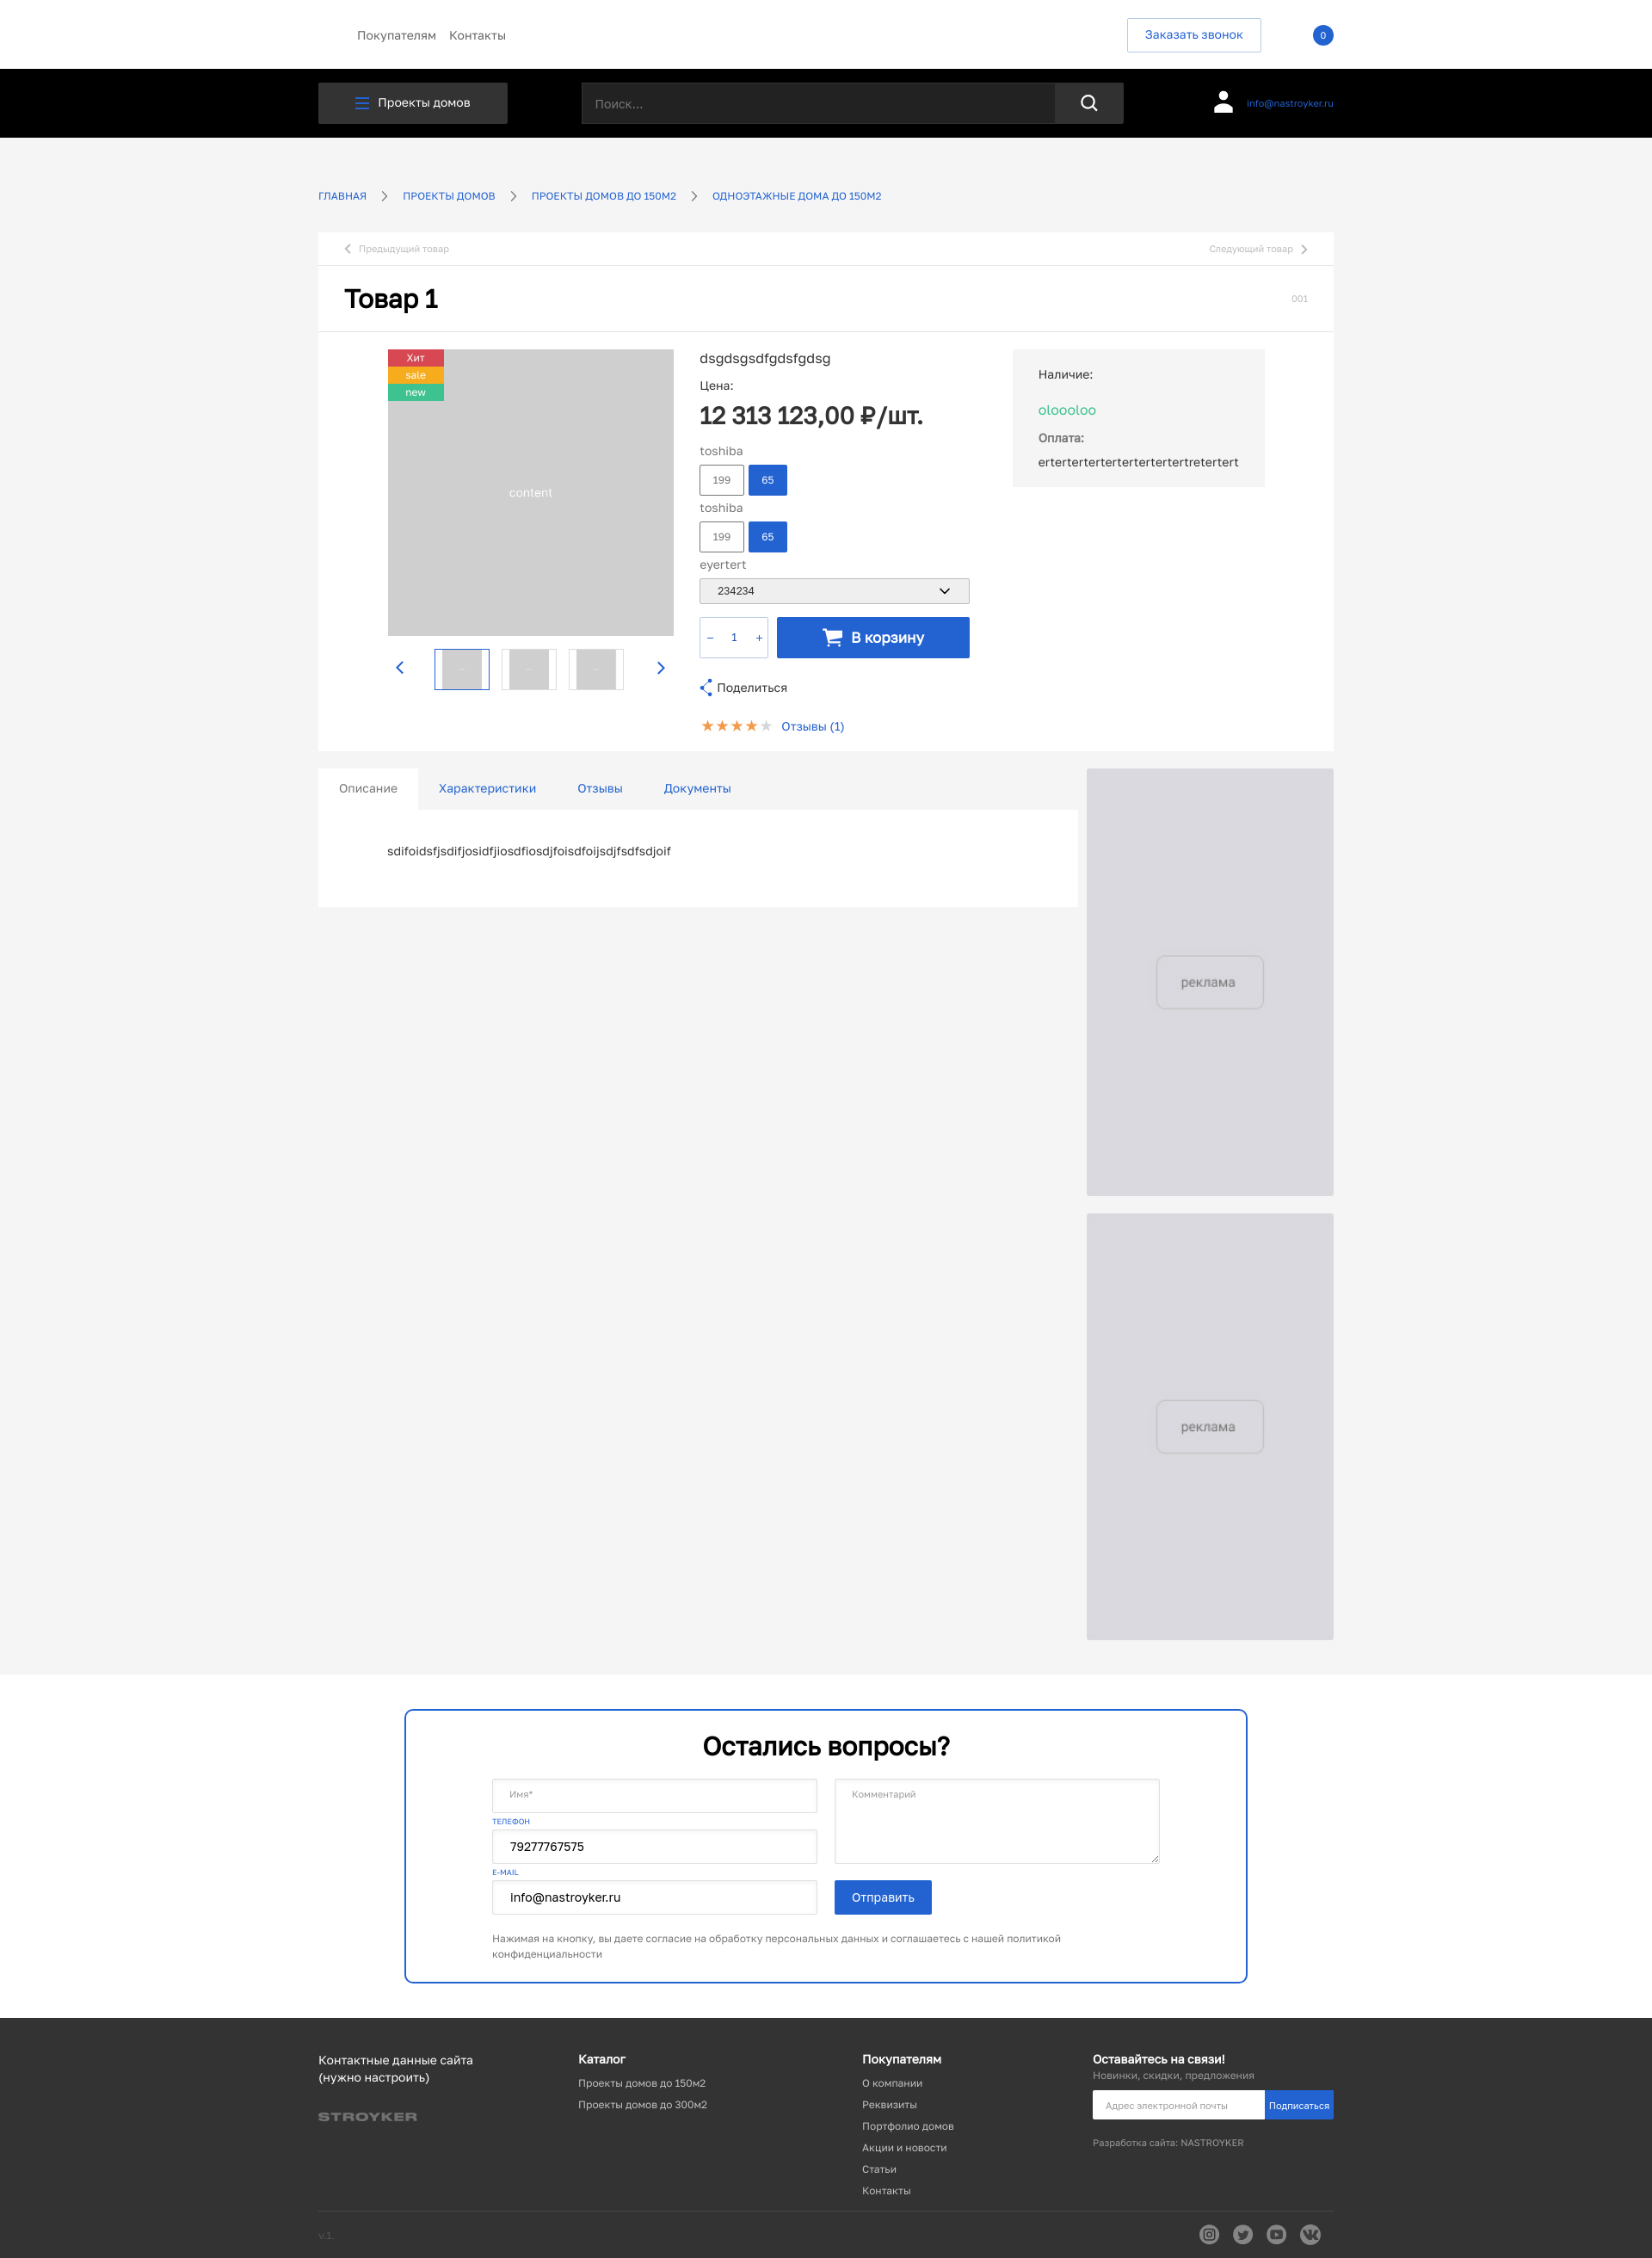 Покупателям Контакты
Заказать звонок
0
Проекты домов
Поиск...
info@nastroyker.ru
ГЛАВНАЯ
ПРОЕКТЫ ДОМОВ
ПРОЕКТЫ ДОМОВ ДО 150М2
ОДНОЭТАЖНЫЕ ДОМА ДО 150М2
Предыдущий товар
Следующий товар
Товар 1
001
Хит
sale
new
content
dsgdsgsdfgdsfgdsg
Цена:
12 313 123,00 ₽/шт.
toshiba
199 65
toshiba
199 65
eyertert
234234
– 1 +
В корзину
Поделиться
Отзывы (1)
Наличие:
oloooloo
Оплата:
ertertertertertertertertretertert
Описание
Характеристики
Отзывы
Документы
sdifoidsfjsdifjosidfjiosdfiosdjfoisdfoijsdjfsdfsdjoif
реклама
реклама
Остались вопросы?
Имя*
Комментарий
ТЕЛЕФОН
79277767575
E-MAIL
info@nastroyker.ru
Отправить
Нажимая на кнопку, вы даете согласие на обработку персональных данных и соглашаетесь с нашей политикой
конфиденциальности
Контактные данные сайта
(нужно настроить)
STROYKER
Каталог
Проекты домов до 150м2
Проекты домов до 300м2
Покупателям
О компании
Реквизиты
Портфолио домов
Акции и новости
Статьи
Контакты
Оставайтесь на связи!
Новинки, скидки, предложения
Адрес электронной почты
Подписаться
Разработка сайта: NASTROYKER
v.1.